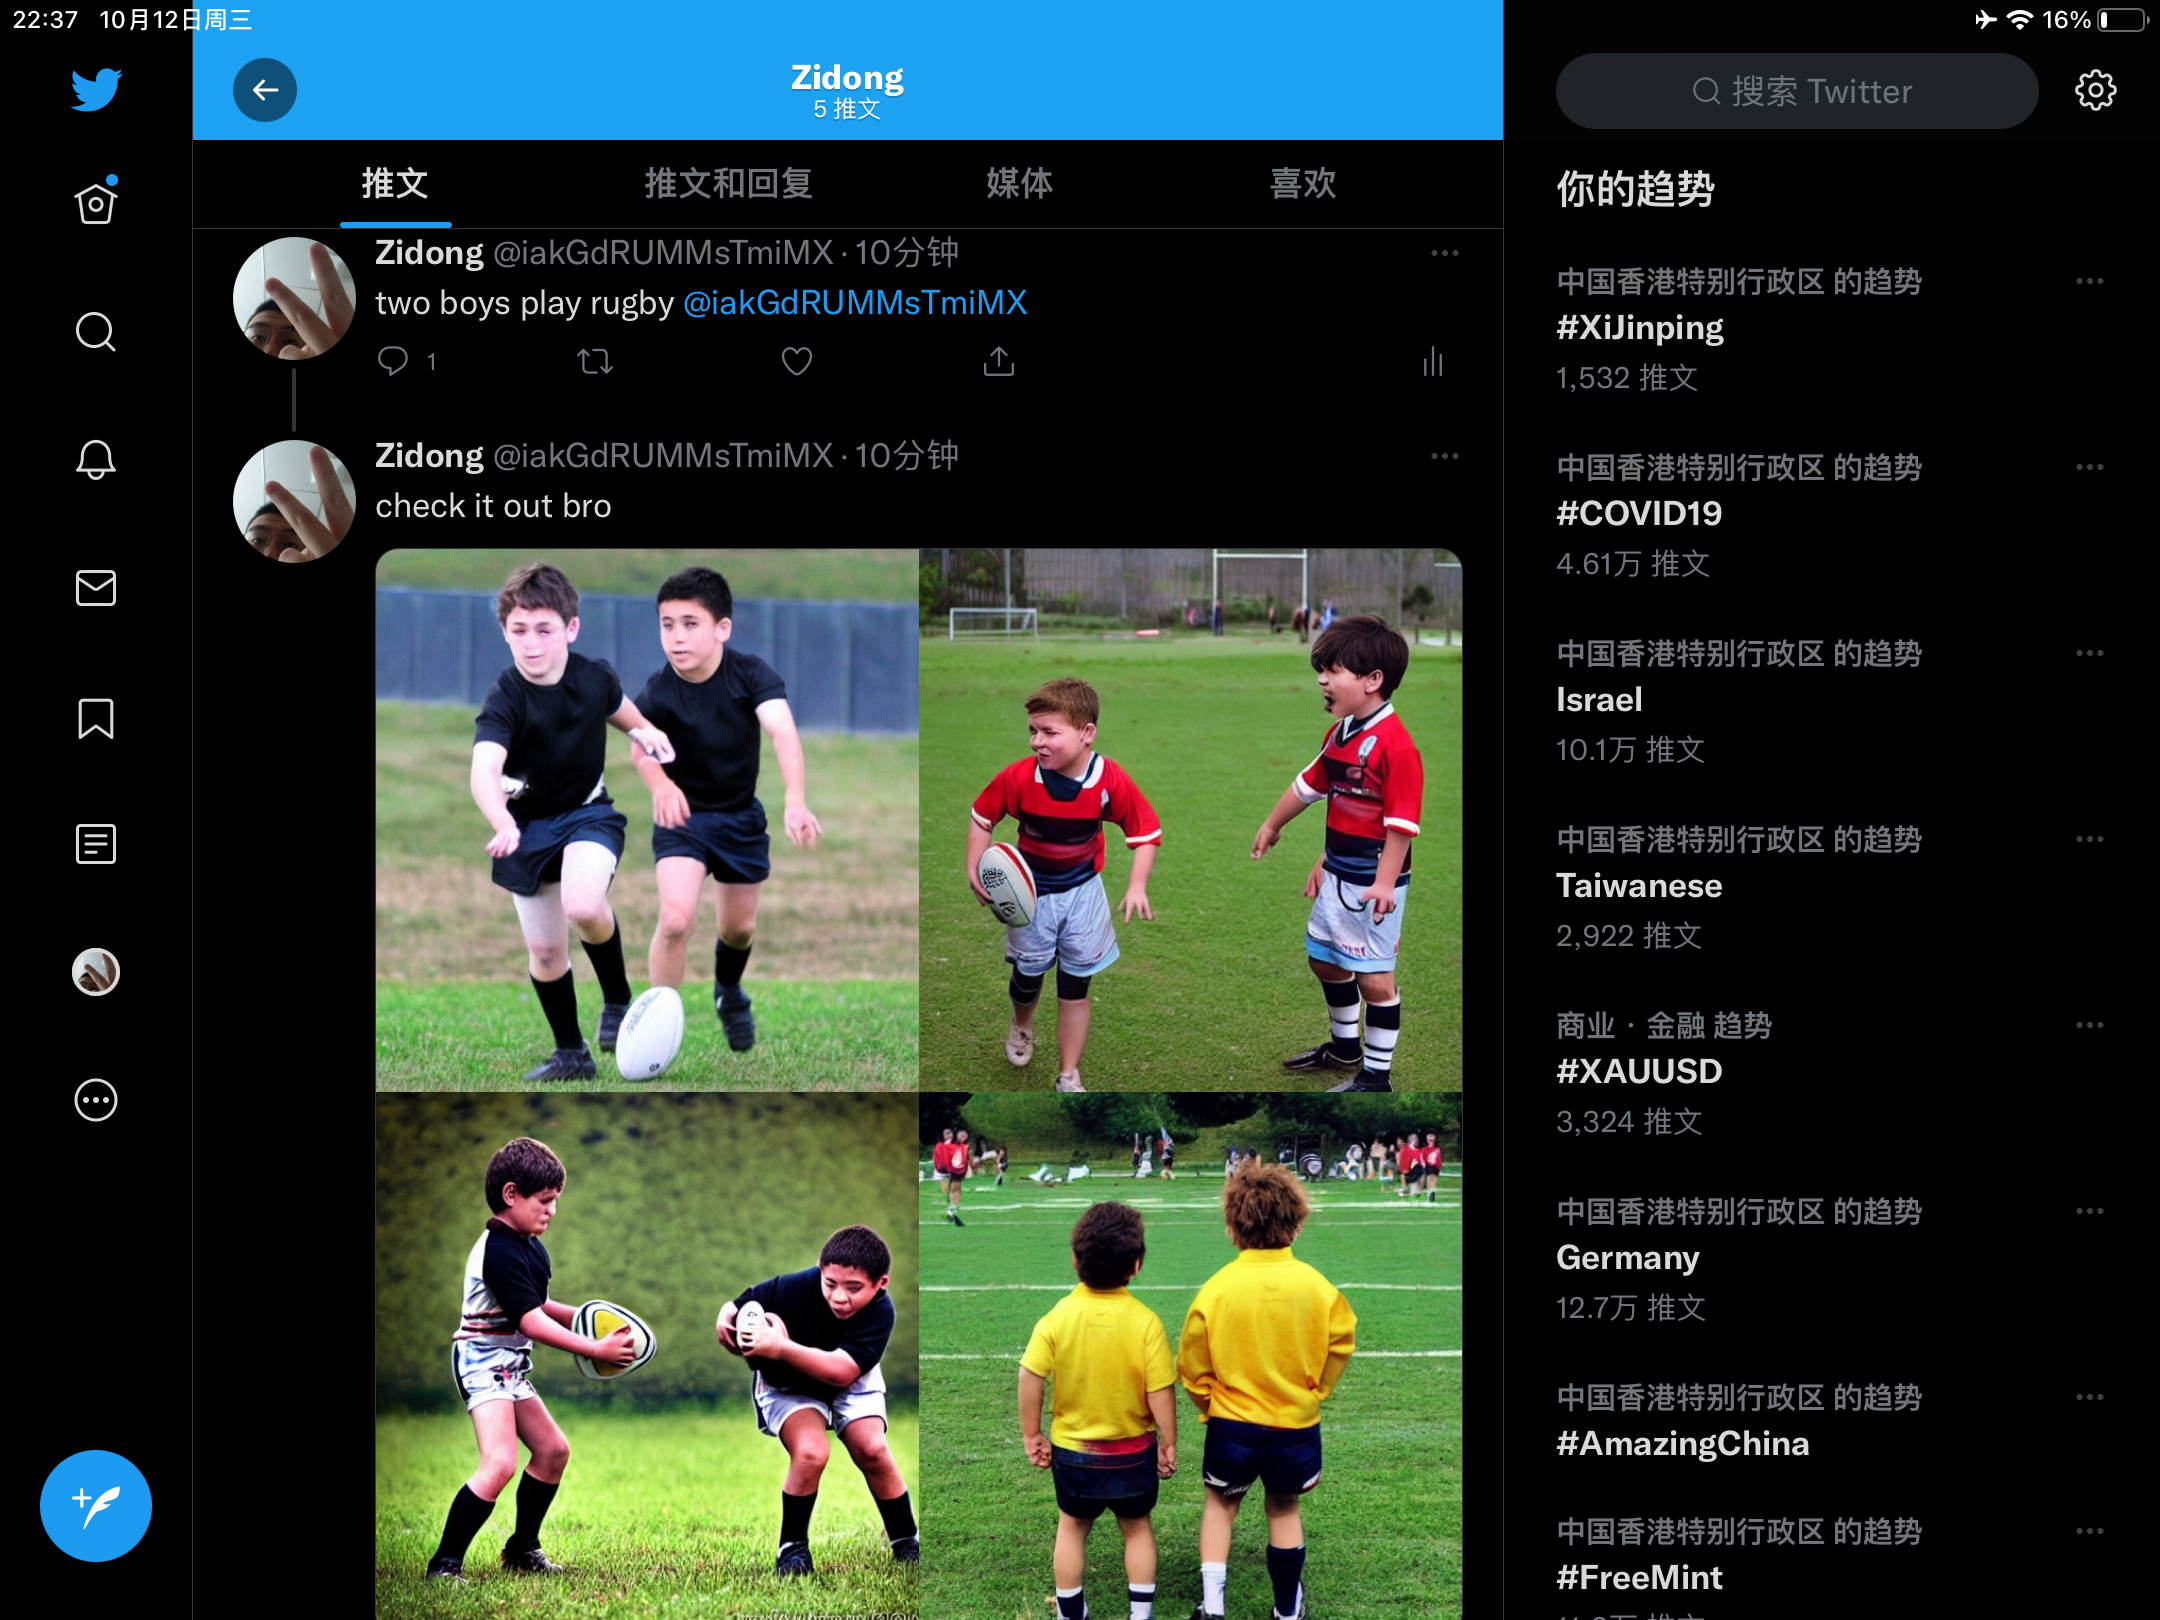 22:37 10月12日周三
16%
Zidong
5 推文
搜索 Twitter
推文 推文和回复 媒体 喜欢
Zidong @iakGdRUMMsTmiMX · 10分钟
two boys play rugby @iakGdRUMMsTmiMX
1
Zidong @iakGdRUMMsTmiMX · 10分钟
check it out bro
你的趋势
中国香港特别行政区 的趋势
#XiJinping
1,532 推文
中国香港特别行政区 的趋势
#COVID19
4.61万 推文
中国香港特别行政区 的趋势
Israel
10.1万 推文
中国香港特别行政区 的趋势
Taiwanese
2,922 推文
商业 · 金融 趋势
#XAUUSD
3,324 推文
中国香港特别行政区 的趋势
Germany
12.7万 推文
中国香港特别行政区 的趋势
#AmazingChina
中国香港特别行政区 的趋势
#FreeMint